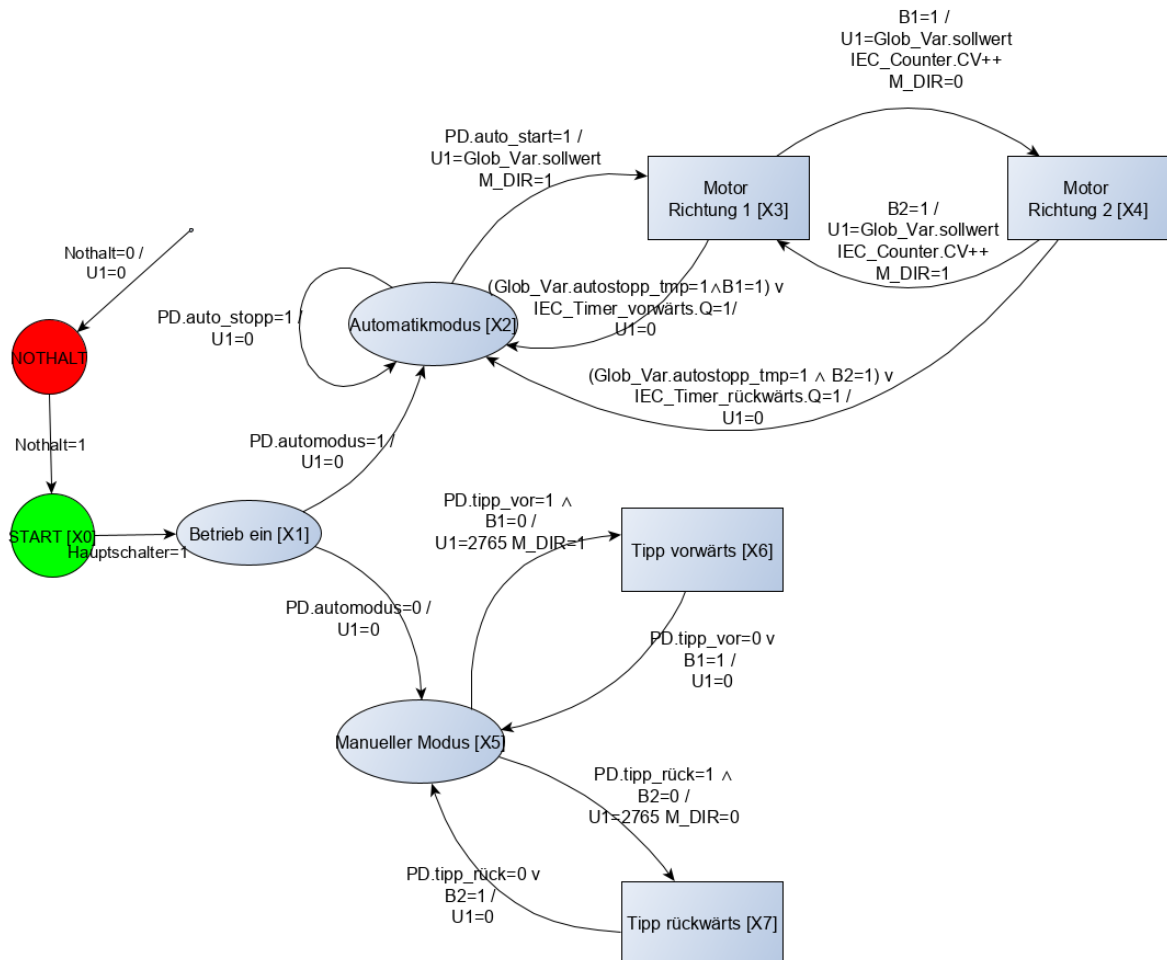 B1=1 /
U1=Glob_Var.sollwert
IEC_Counter.CV++
M_DIR=0
PD.auto_start=1 /
U1=Glob_Var.sollwert
M_DIR=1
Motor
Richtung 1 [X3]
Motor
Richtung 2 [X4]
B2=1 /
U1=Glob_Var.sollwert
IEC_Counter.CV++
M_DIR=1
Nothalt=0 /
U1=0
(Glob_Var.autostopp_tmp=1 ∧B1=1) v
IEC_Timer_vorwärts.Q=1/
U1=0
PD.auto_stopp=1 /
U1=0
Automatikmodus [X2]
NOTHALT
(Glob_Var.autostopp_tmp=1 ∧ B2=1) v
IEC_Timer_rückwärts.Q=1 /
U1=0
Nothalt=1
PD.automodus=1 /
U1=0
START [X0]
Hauptschalter=1
Betrieb ein [X1]
PD.tipp_vor=1 ∧
B1=0 /
U1=2765 M_DIR=1
Tipp vorwärts [X6]
PD.automodus=0 /
U1=0
PD.tipp_vor=0 v
B1=1 /
U1=0
Manueller Modus [X5]
PD.tipp_rück=1 ∧
B2=0 /
U1=2765 M_DIR=0
PD.tipp_rück=0 v
B2=1 /
U1=0
Tipp rückwärts [X7]